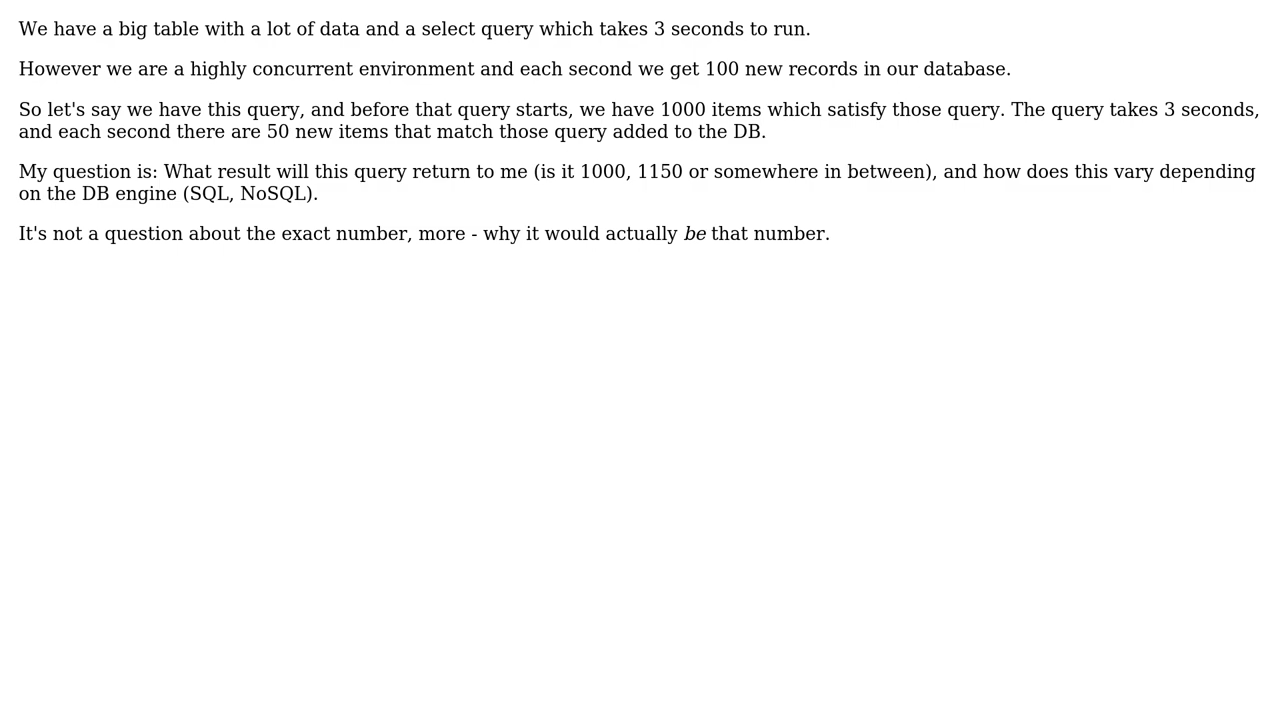 We have a big table with a lot of data and a select query which takes 3 seconds to run.
However we are a highly concurrent environment and each second we get 100 new records in our database.
So let's say we have this query, and before that query starts, we have 1000 items which satisfy those query. The query takes 3 seconds,
and each second there are 50 new items that match those query added to the DB.
My question is: What result will this query return to me (is it 1000, 1150 or somewhere in between), and how does this vary depending
on the DB engine (SQL, NoSQL).
It's not a question about the exact number, more - why it would actually be that number.